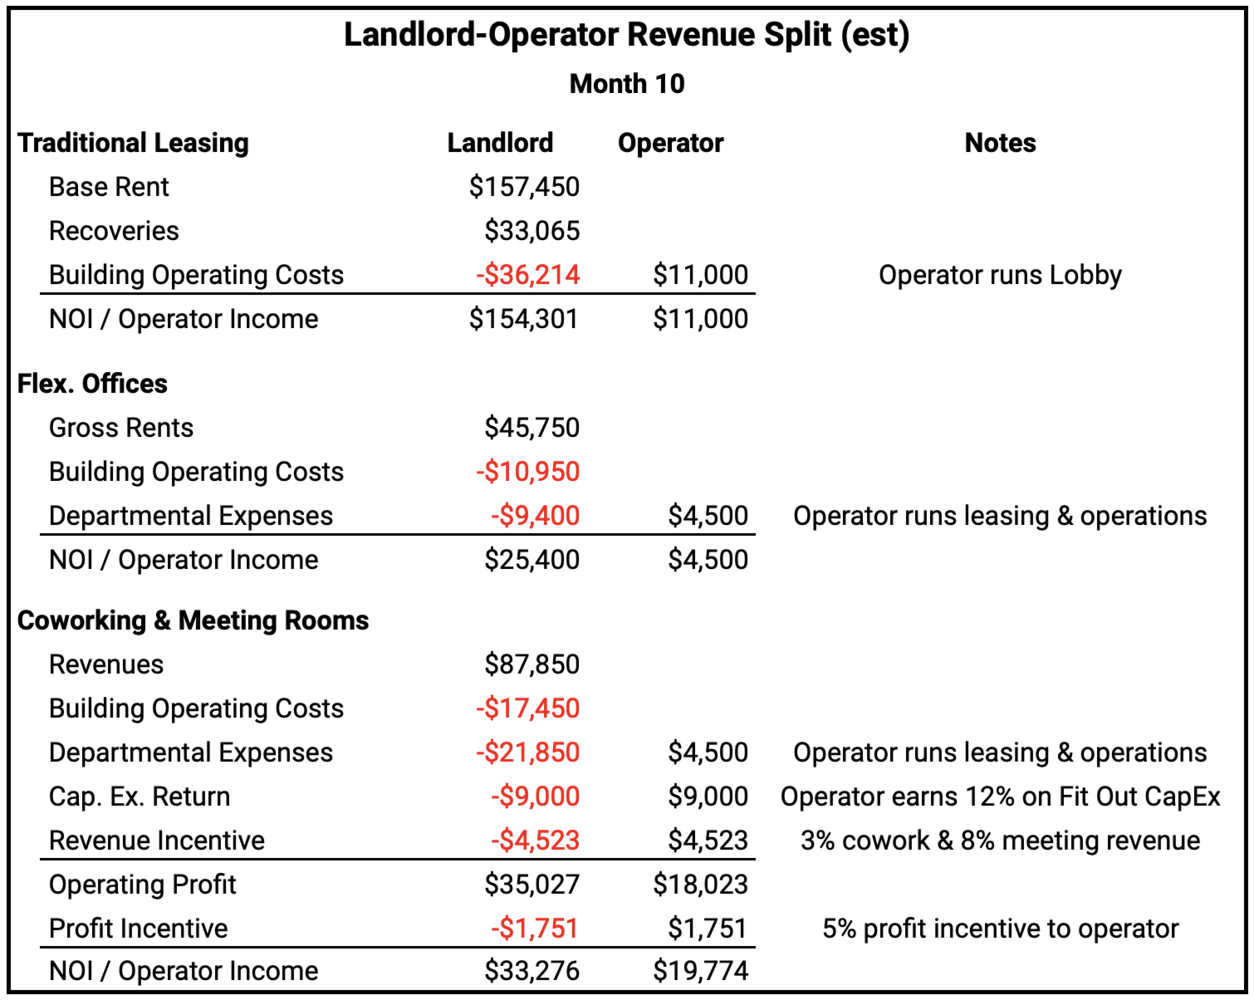 Landlord-Operator Revenue Split (est)
Month 10
Traditional Leasing Landlord Operator Notes
Base Rent $157,450
Recoveries $33,065
Building Operating Costs -$36,214 $11,000 Operator runs Lobby
NOI / Operator Income $154,301 $11,000
Flex. Offices
Gross Rents $45,750
Building Operating Costs -$10,950
Departmental Expenses -$9,400 $4,500 Operator runs leasing & operations
NOI / Operator Income $25,400 $4,500
Coworking & Meeting Rooms
Revenues $87,850
Building Operating Costs -$17,450
Departmental Expenses -$21,850 $4,500 Operator runs leasing & operations
Cap. Ex. Return -$9,000 $9,000 Operator earns 12% on Fit Out CapEx
Revenue Incentive -$4,523 $4,523 3% cowork & 8% meeting revenue
Operating Profit $35,027 $18,023
Profit Incentive -$1,751 $1,751 5% profit incentive to operator
NOI / Operator Income $33,276 $19,774